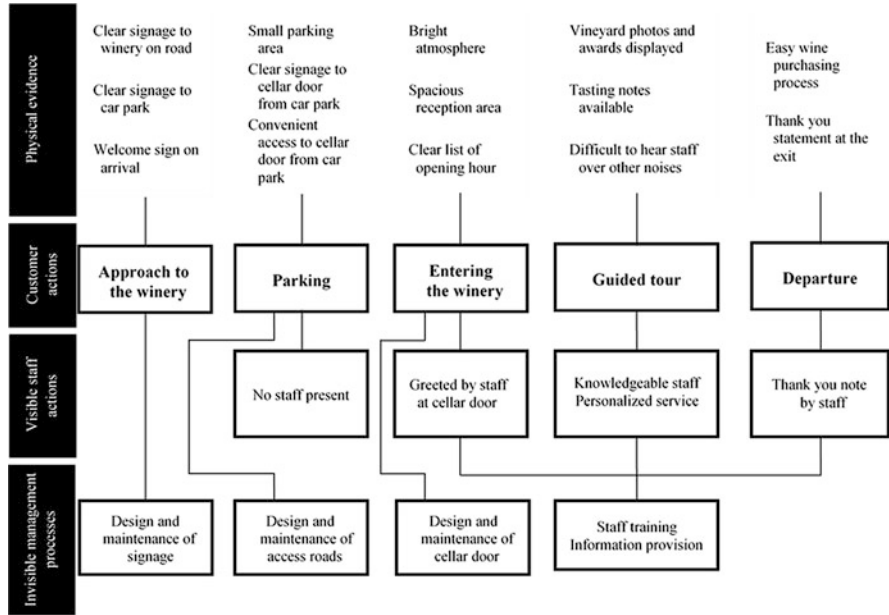 Physical evidence
Clear signage to
winery on road
Clear signage to
car park
Welcome sign on
arrival
Small parking
area
Clear signage to
cellar door
from car park
Convenient
access to cellar
door from car
park
Bright
atmosphere
Spacious
reception area
Clear list of
opening hour
Vineyard photos and
awards displayed
Tasting notes
available
Difficult to hear staff
over other noises
Easy wine
purchasing
process
Thank you
statement at the
exit
Customer
actions
Approach to
the winery
Parking
Entering
the winery
Guided tour
Departure
Visible staff
actions
No staff present
Greeted by staff
at cellar door
Knowledgeable staff
Personalized service
Thank you note
by staff
Invisible management
processes
Design and
maintenance of
signage
Design and
maintenance of
access roads
Design and
maintenance of
cellar door
Staff training
Information provision